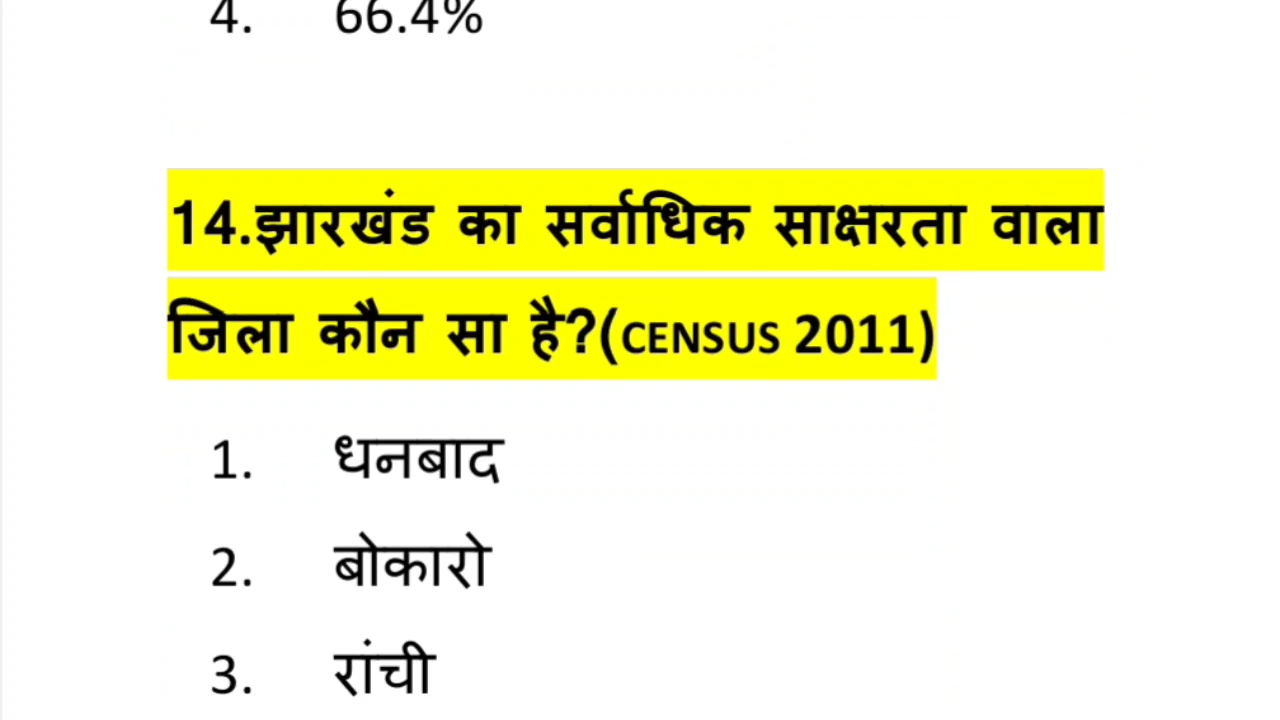 4. 66.4%
14.झारखंड का सर्वाधिक साक्षरता वाला
जिला कौन सा है?(CENSUS 2011)
1. धनबाद
2. बोकारो
3. रांची